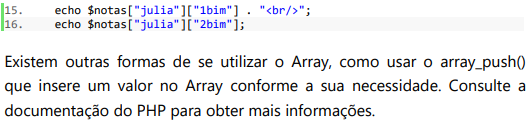 15. echo $notas["julia"]["1bim"] . "<br/>";
16. echo $notas["julia"]["2bim"];
Existem outras formas de se utilizar o Array, como usar o array_push()
que insere um valor no Array conforme a sua necessidade. Consulte a
documentação do PHP para obter mais informações.